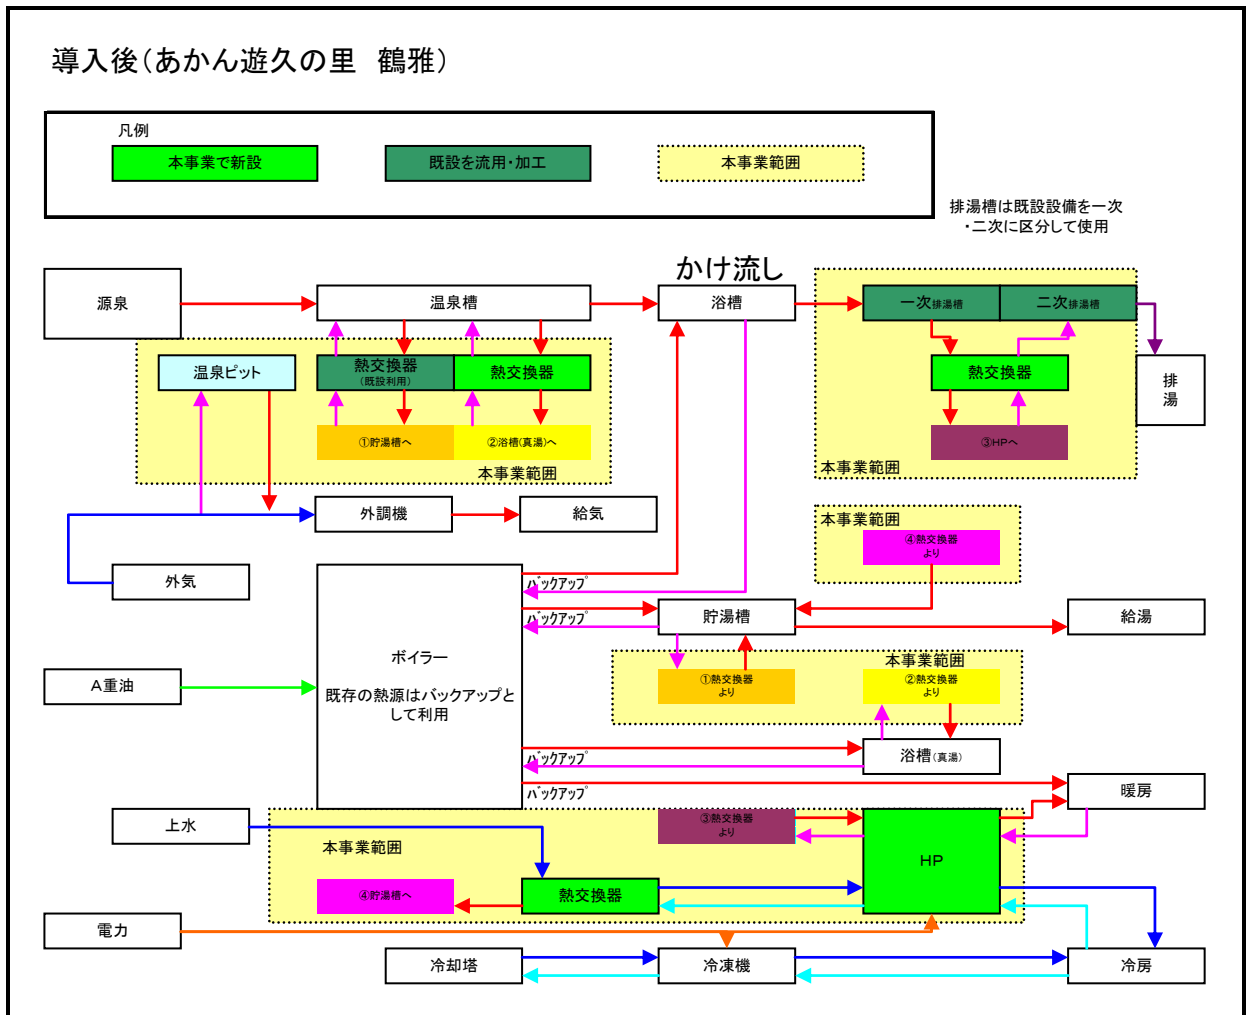 導入後(あかん遊久の里　鶴雅)
凡例
本事業で新設
既設を流用・加工
本事業範囲
排湯槽は既設設備を一次
・二次に区分して使用
かけ流し
源泉
温泉槽
浴槽
一次排湯槽
二次排湯槽
温泉ピット
熱交換器
(既設利用)
熱交換器
熱交換器
排
湯
①貯湯槽へ
②浴槽(真湯)へ
③HPへ
本事業範囲
本事業範囲
外調機
給気
本事業範囲
④熱交換器
より
外気
バックアップ
バックアップ
貯湯槽
給湯
ボイラー
既存の熱源はバックアップと
して利用
本事業範囲
A重油
①熱交換器
より
②熱交換器
より
バックアップ
浴槽(真湯)
バックアップ
暖房
上水
本事業範囲
③熱交換器
より
HP
④貯湯槽へ
熱交換器
電力
冷却塔
冷凍機
冷房